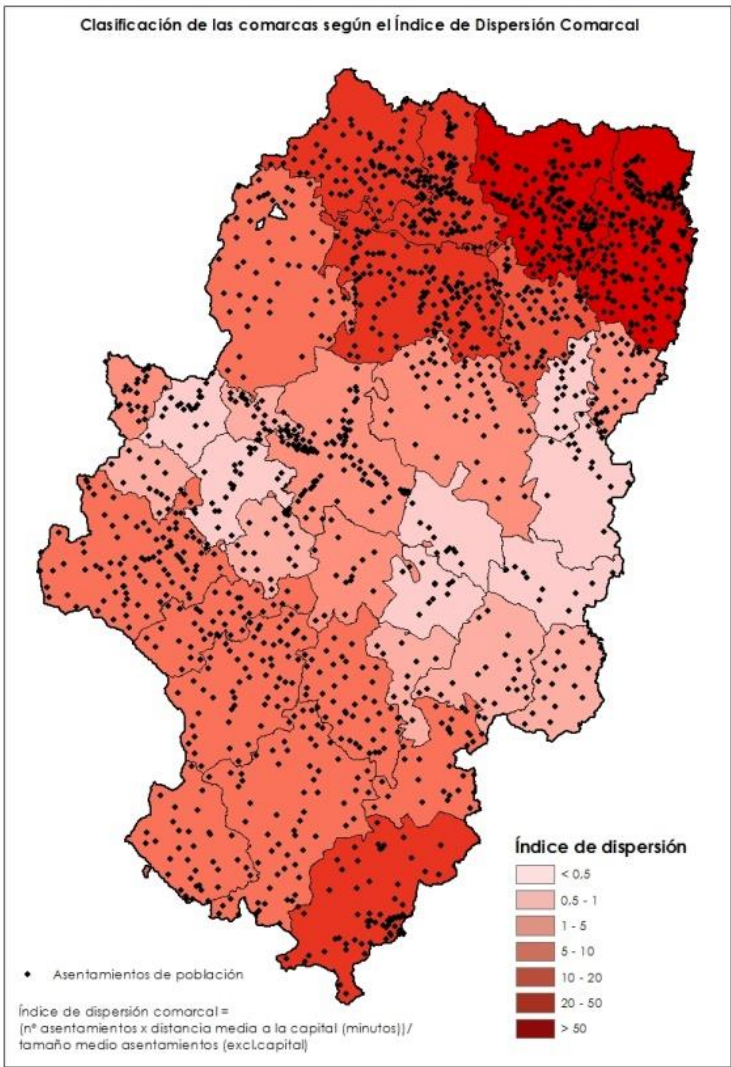 Clasificación de las comarcas según el Índice de Dispersión Comarcal
Índice de dispersión
< 0,5
0,5 - 1
1 - 5
5 - 10
10 - 20
20 - 50
> 50
Asentamientos de población
Índice de dispersión comarcal =
(nº asentamientos x distancia media a la capital (minutos))/
tamaño medio asentamientos (excl.capital)